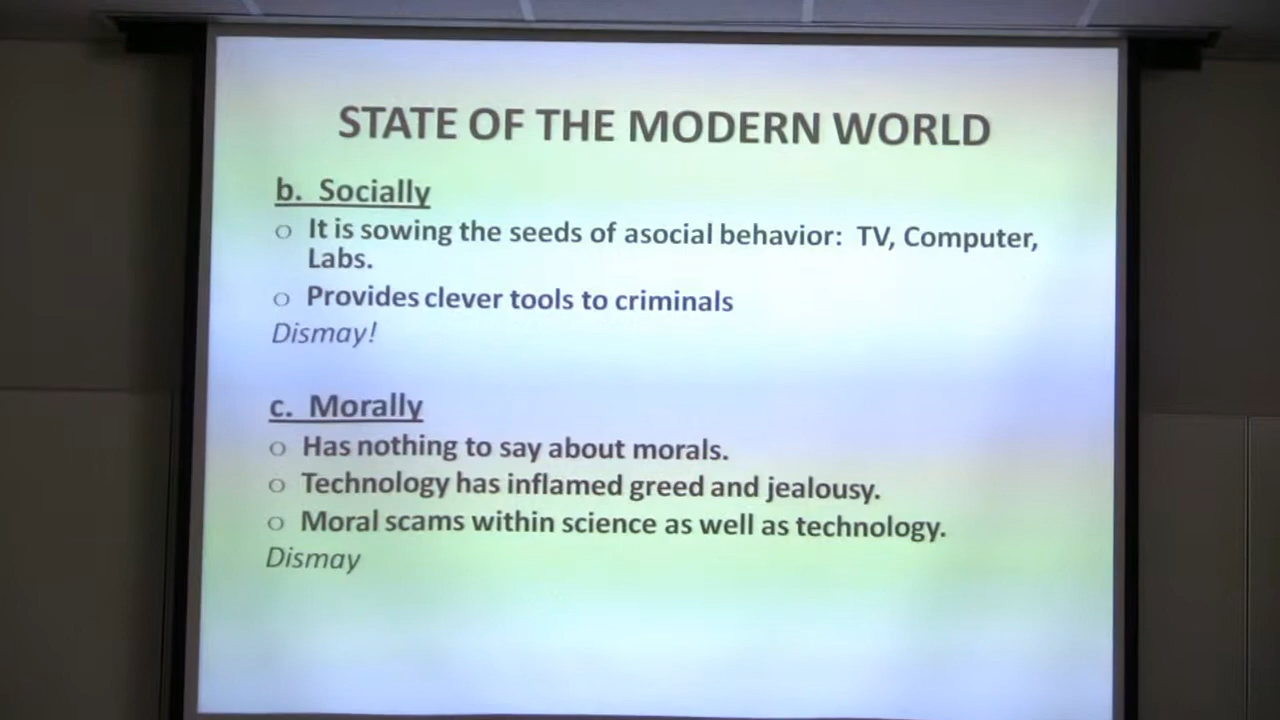 STATE OF THE MODERN WORLD
b. Socially
o It is sowing the seeds of asocial behavior: TV, Computer,
Labs.
o Provides clever tools to criminals
Dismay!
c. Morally
o Has nothing to say about morals.
o Technology has inflamed greed and jealousy.
o Moral scams within science as well as technology.
Dismay